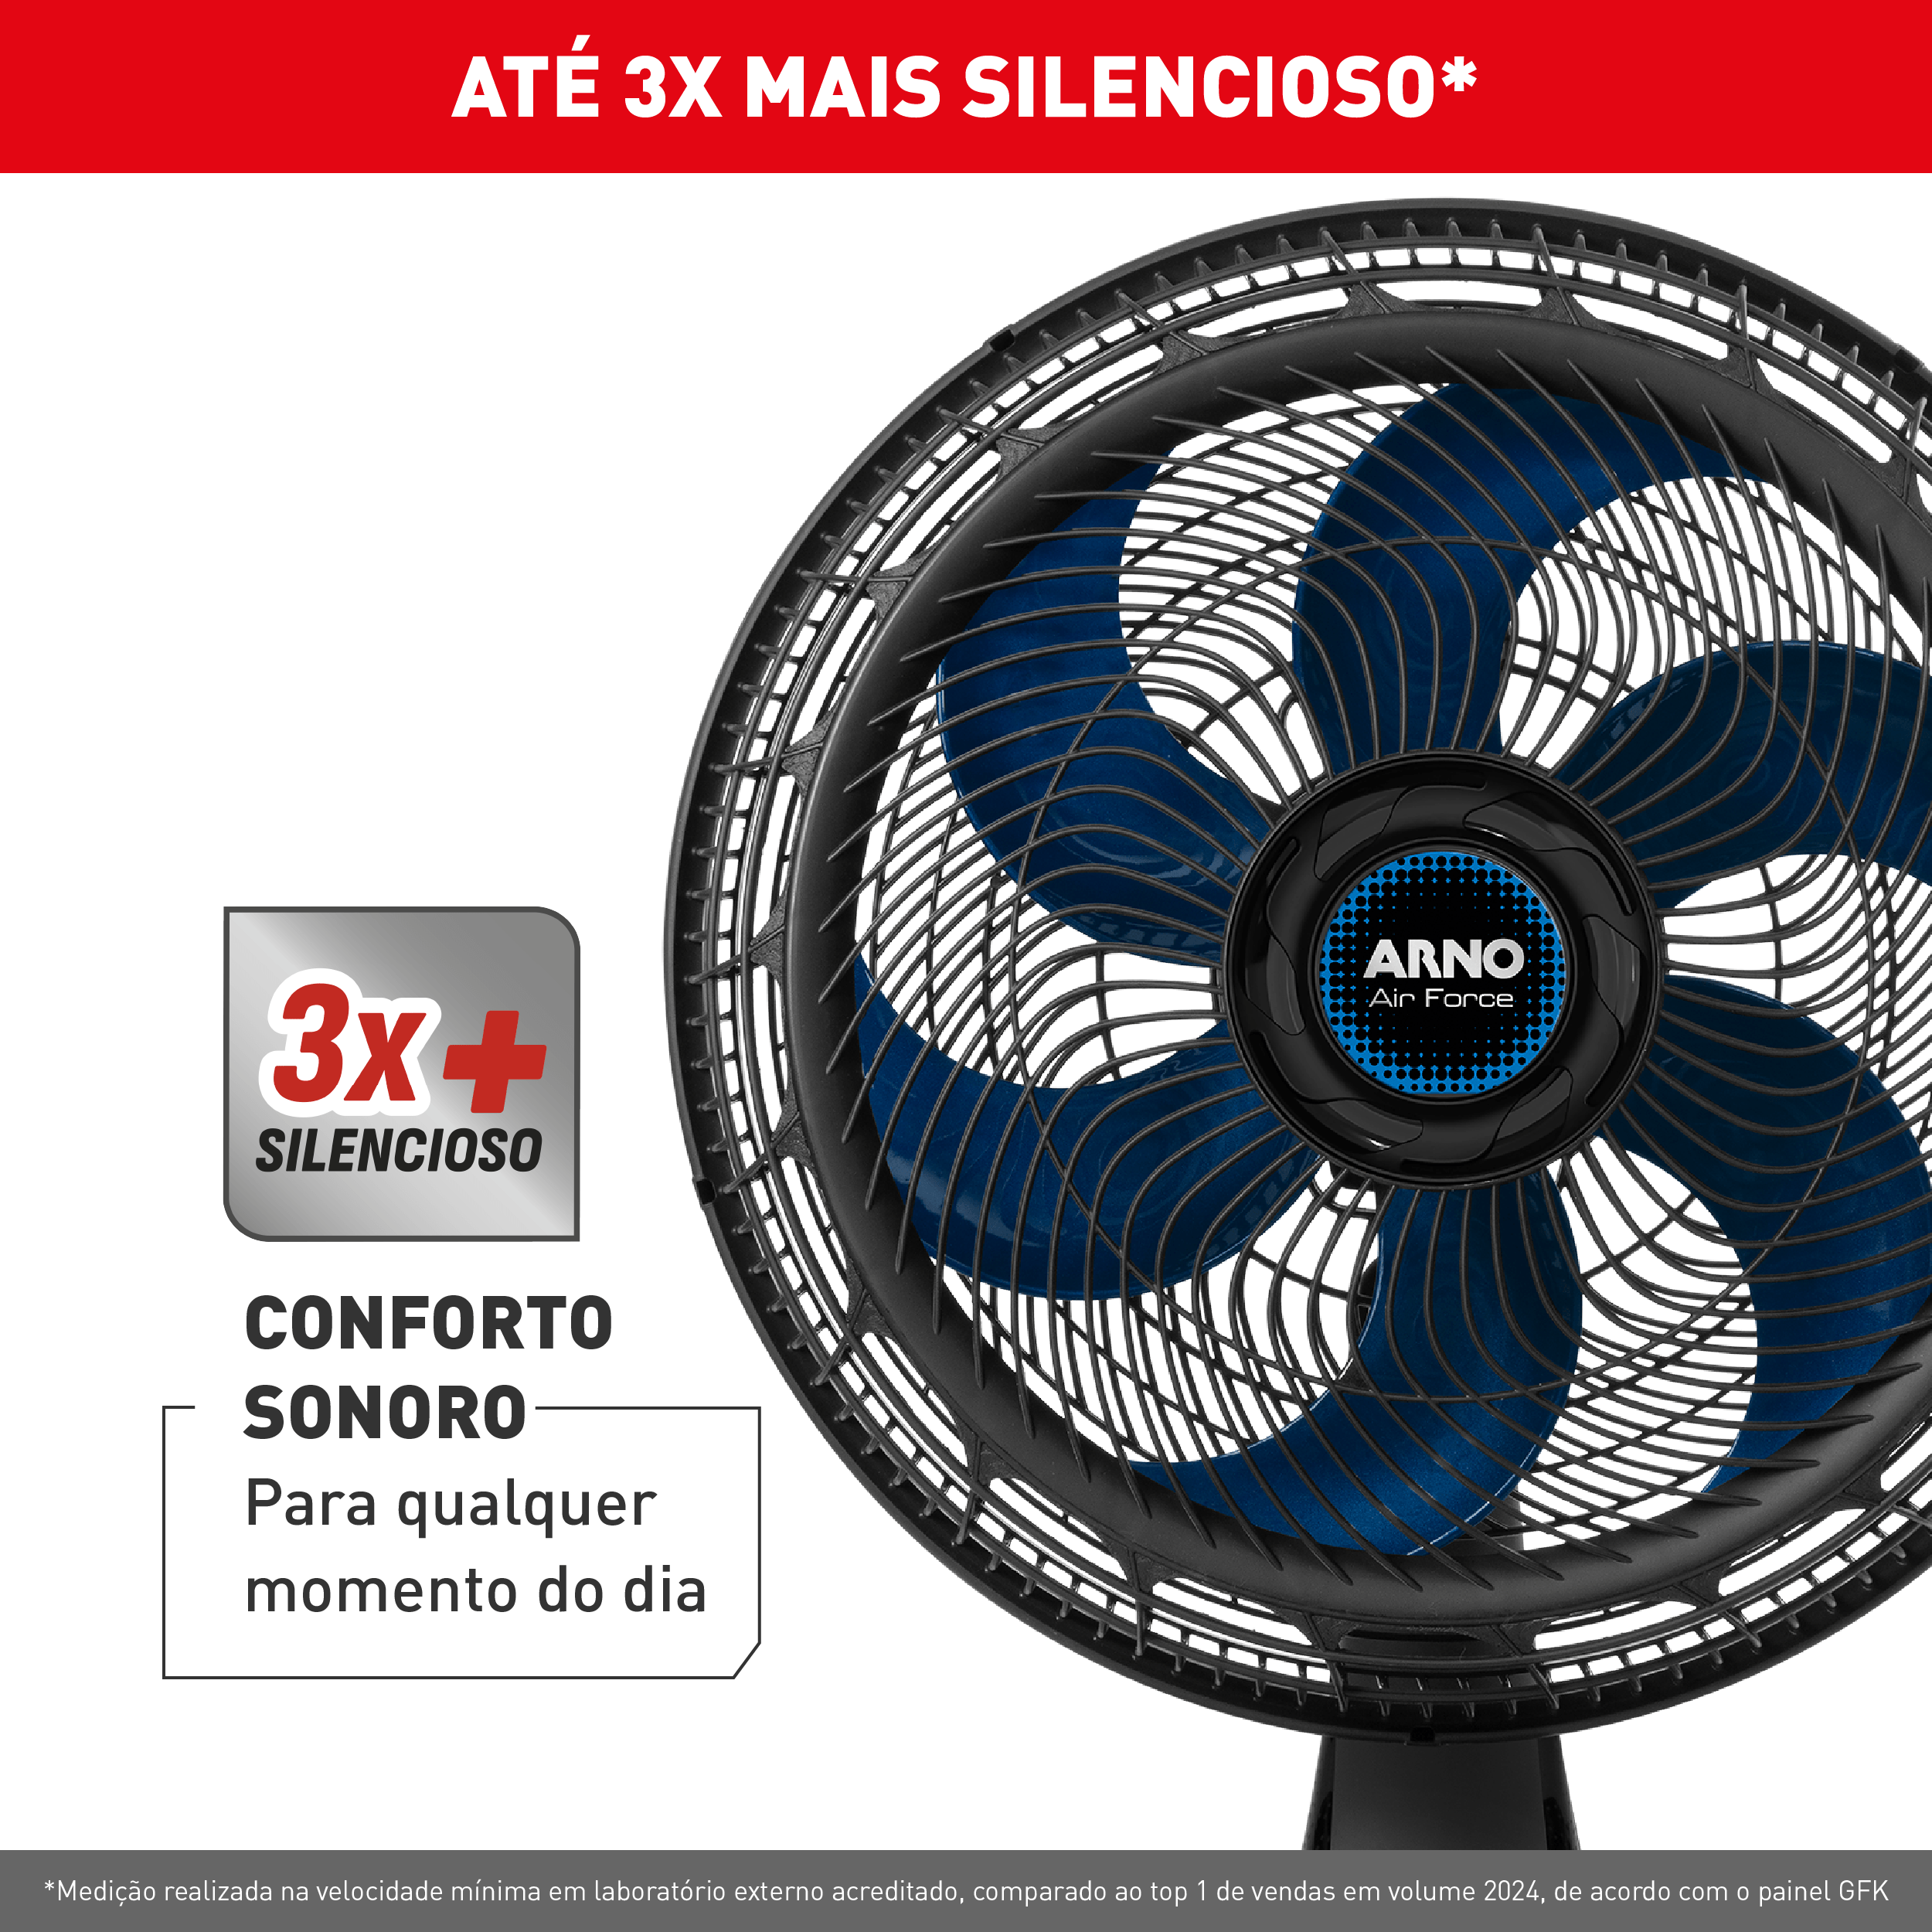 ATÉ 3X MAIS SILENCIOSO*
ARNO
Air Force
3x+
SILENCIOSO
CONFORTO
SONORO
Para qualquer
momento do dia
*Medição realizada na velocidade mínima em laboratório externo acreditado, comparado ao top 1 de vendas em volume 2024, de acordo com o painel GFK